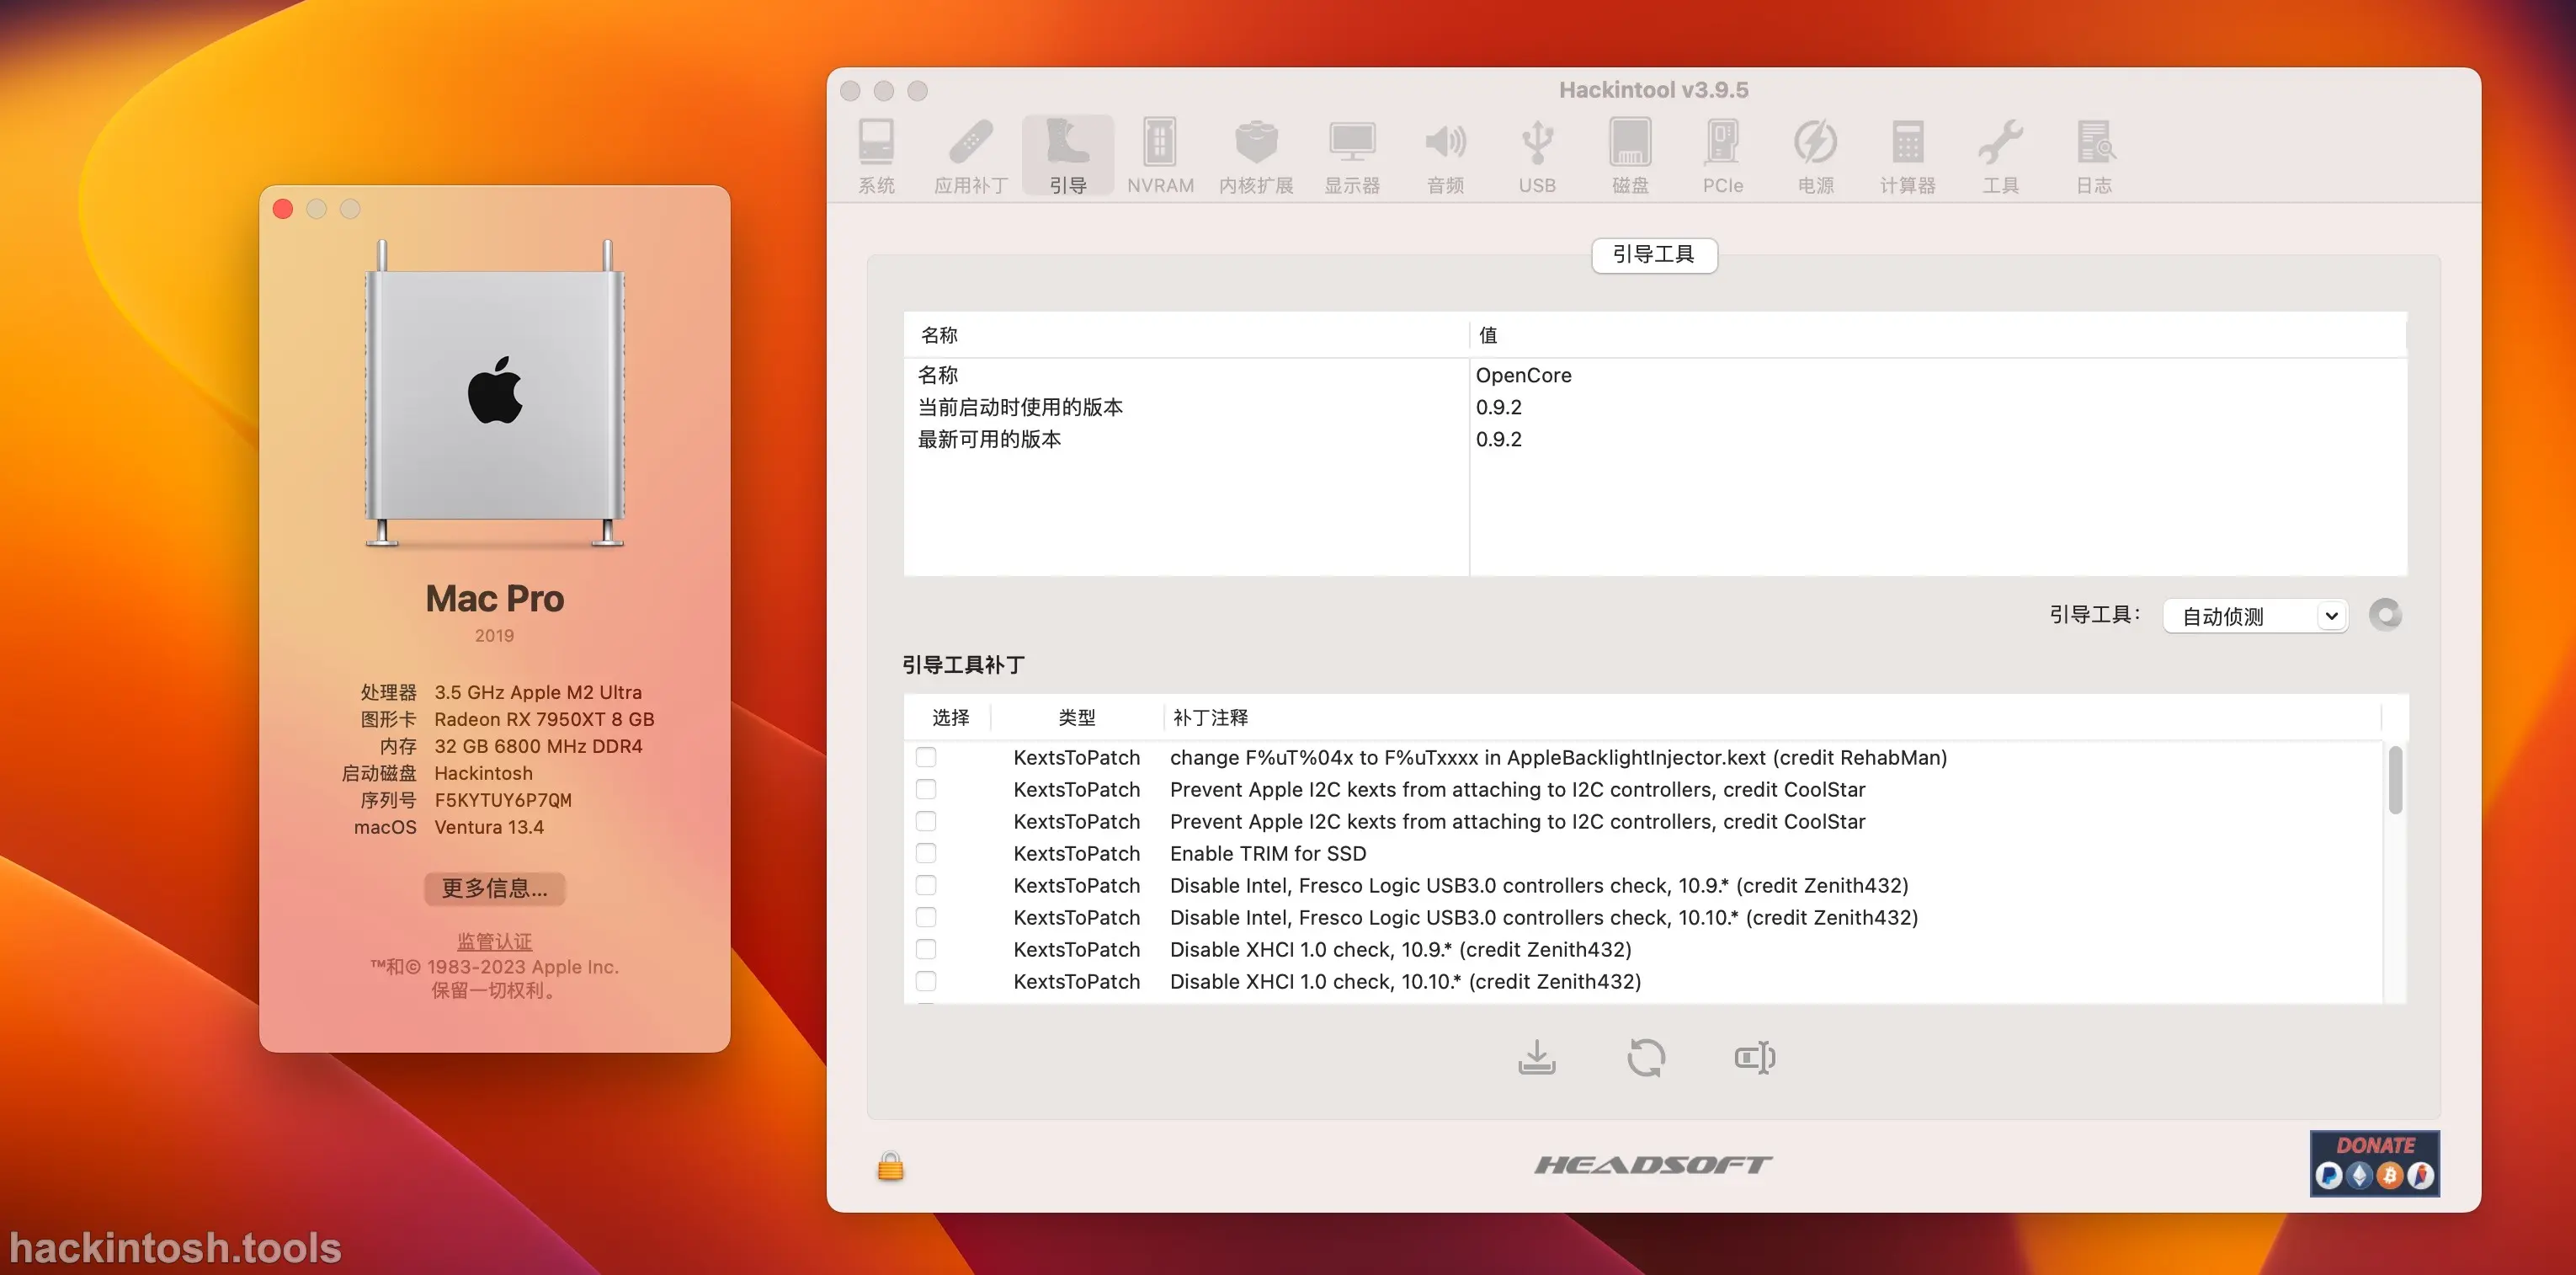 Mac Pro
2019
处理器 3.5 GHz Apple M2 Ultra
图形卡 Radeon RX 7950XT 8 GB
内存 32 GB 6800 MHz DDR4
启动磁盘 Hackintosh
序列号 F5KYTUY6P7QM
macOS Ventura 13.4
更多信息...
监管认证
™和© 1983-2023 Apple Inc.
保留一切权利。
Hackintool v3.9.5
系统 应用补丁 引导 NVRAM 内核扩展 显示器 音频 USB 磁盘 PCIe 电源 计算器 工具 日志
引导工具
名称 值
名称 OpenCore
当前启动时使用的版本 0.9.2
最新可用的版本 0.9.2
引导工具： 自动侦测
引导工具补丁
选择 类型 补丁注释
KextsToPatch change F%uT%04x to F%uTxxxx in AppleBacklightInjector.kext (credit RehabMan)
KextsToPatch Prevent Apple I2C kexts from attaching to I2C controllers, credit CoolStar
KextsToPatch Prevent Apple I2C kexts from attaching to I2C controllers, credit CoolStar
KextsToPatch Enable TRIM for SSD
KextsToPatch Disable Intel, Fresco Logic USB3.0 controllers check, 10.9.* (credit Zenith432)
KextsToPatch Disable Intel, Fresco Logic USB3.0 controllers check, 10.10.* (credit Zenith432)
KextsToPatch Disable XHCI 1.0 check, 10.9.* (credit Zenith432)
KextsToPatch Disable XHCI 1.0 check, 10.10.* (credit Zenith432)
HEADSOFT
DONATE
hackintosh.tools